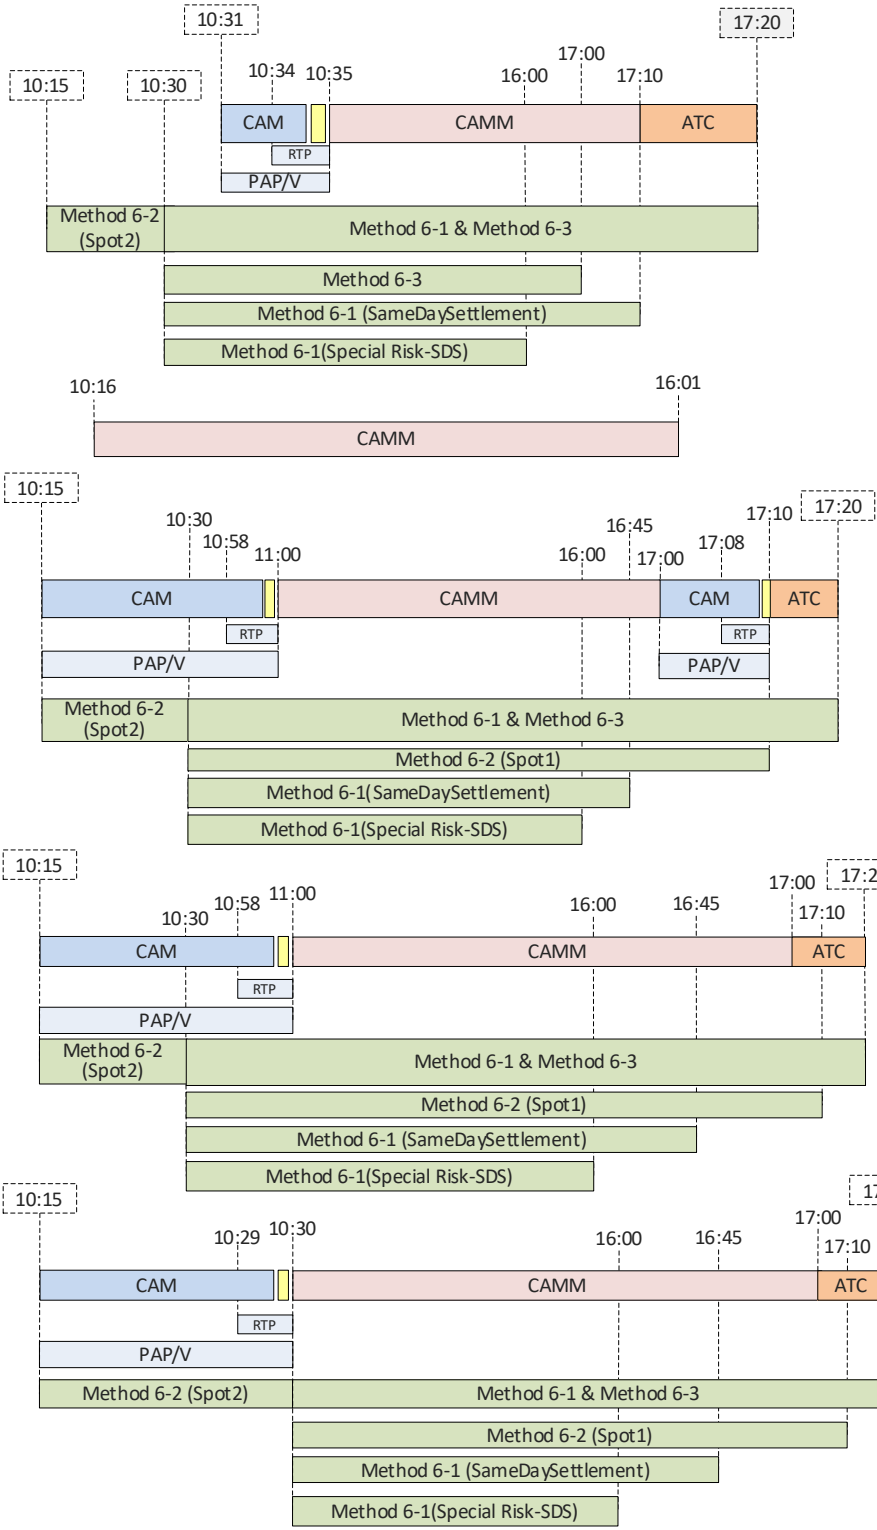 10:31
17:20
10:15
10:30
10:34
10:35
16:00
17:00
17:10
CAM
CAMM
ATC
RTP
PAP/V
Method 6-2
(Spot2)
Method 6-1 & Method 6-3
Method 6-3
Method 6-1 (SameDaySettlement)
Method 6-1(Special Risk-SDS)
10:16
16:01
CAMM
10:15
10:30
10:58
11:00
16:00
16:45
17:00
17:08
17:10
17:20
CAM
CAMM
CAM
ATC
RTP
RTP
PAP/V
PAP/V
Method 6-2
(Spot2)
Method 6-1 & Method 6-3
Method 6-2 (Spot1)
Method 6-1(SameDaySettlement)
Method 6-1(Special Risk-SDS)
10:15
10:30
10:58
11:00
16:00
16:45
17:00
17:10
17:2
CAM
CAMM
ATC
RTP
PAP/V
Method 6-2
(Spot2)
Method 6-1 & Method 6-3
Method 6-2 (Spot1)
Method 6-1 (SameDaySettlement)
Method 6-1(Special Risk-SDS)
10:15
10:29
10:30
16:00
16:45
17:00
17:10
17
CAM
CAMM
ATC
RTP
PAP/V
Method 6-2 (Spot2)
Method 6-1 & Method 6-3
Method 6-2 (Spot1)
Method 6-1 (SameDaySettlement)
Method 6-1(Special Risk-SDS)